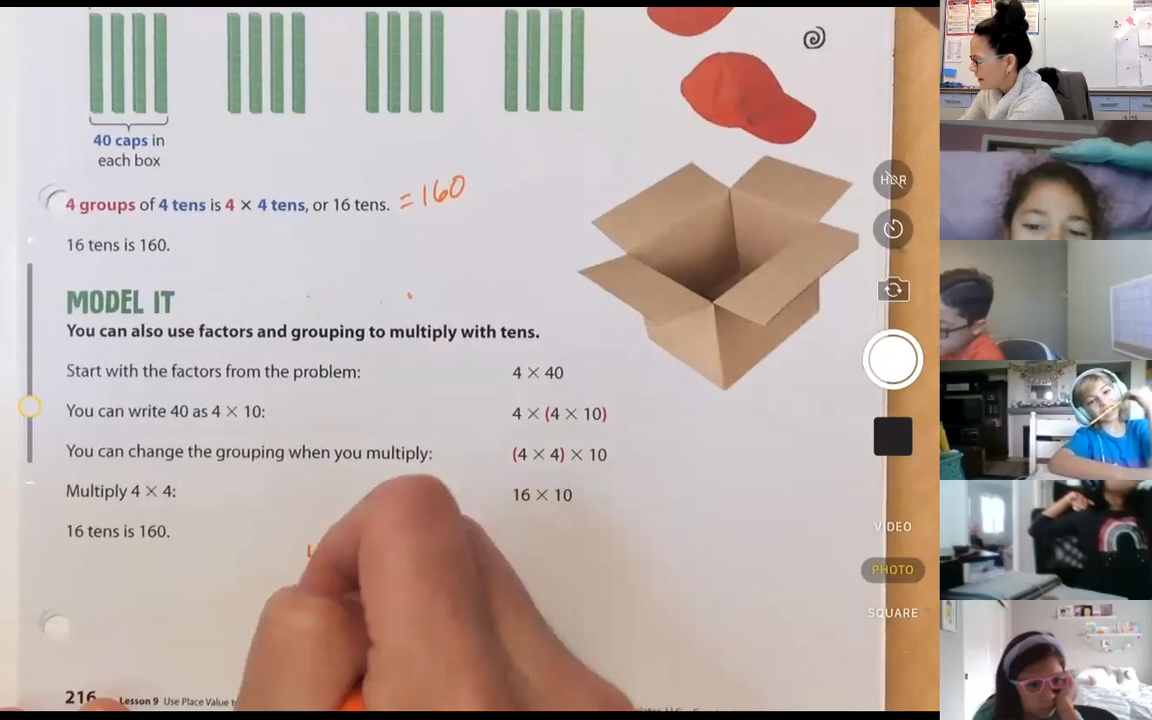 40 caps in
each box
4 groups of 4 tens is 4 × 4 tens, or 16 tens. = 160
16 tens is 160.
MODEL IT
You can also use factors and grouping to multiply with tens.
Start with the factors from the problem: 4 × 40
You can write 40 as 4 × 10: 4 × (4 × 10)
You can change the grouping when you multiply: (4 × 4) × 10
Multiply 4 × 4: 16 × 10
16 tens is 160.
216 Lesson 9 Use Place Value
HDR
VIDEO
PHOTO
SQUARE